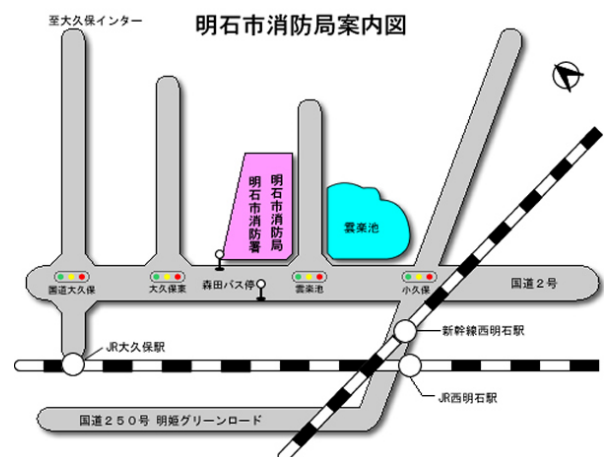 至大久保インター
明石市消防局案内図
明石市消防局
明石市消防署
雲楽池
国道大久保
大久保東
森田バス停
雲楽池
小久保
国道2号
新幹線西明石駅
JR大久保駅
JR西明石駅
国道250号 明姫グリーンロード